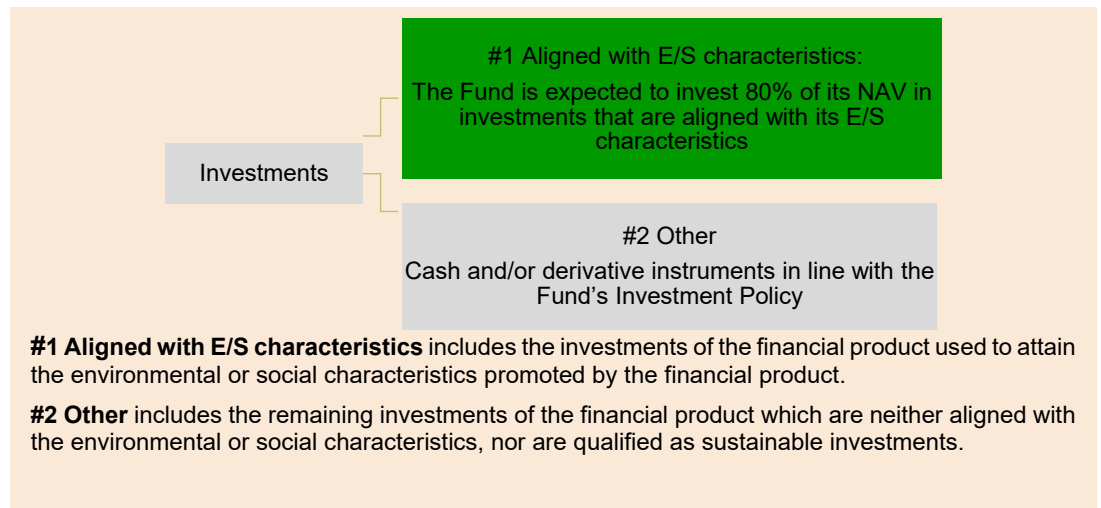 #1 Aligned with E/S characteristics:
The Fund is expected to invest 80% of its NAV in
investments that are aligned with its E/S
characteristics
Investments
#2 Other
Cash and/or derivative instruments in line with the
Fund's Investment Policy
#1 Aligned with E/S characteristics includes the investments of the financial product used to attain
the environmental or social characteristics promoted by the financial product.
#2 Other includes the remaining investments of the financial product which are neither aligned with
the environmental or social characteristics, nor are qualified as sustainable investments.